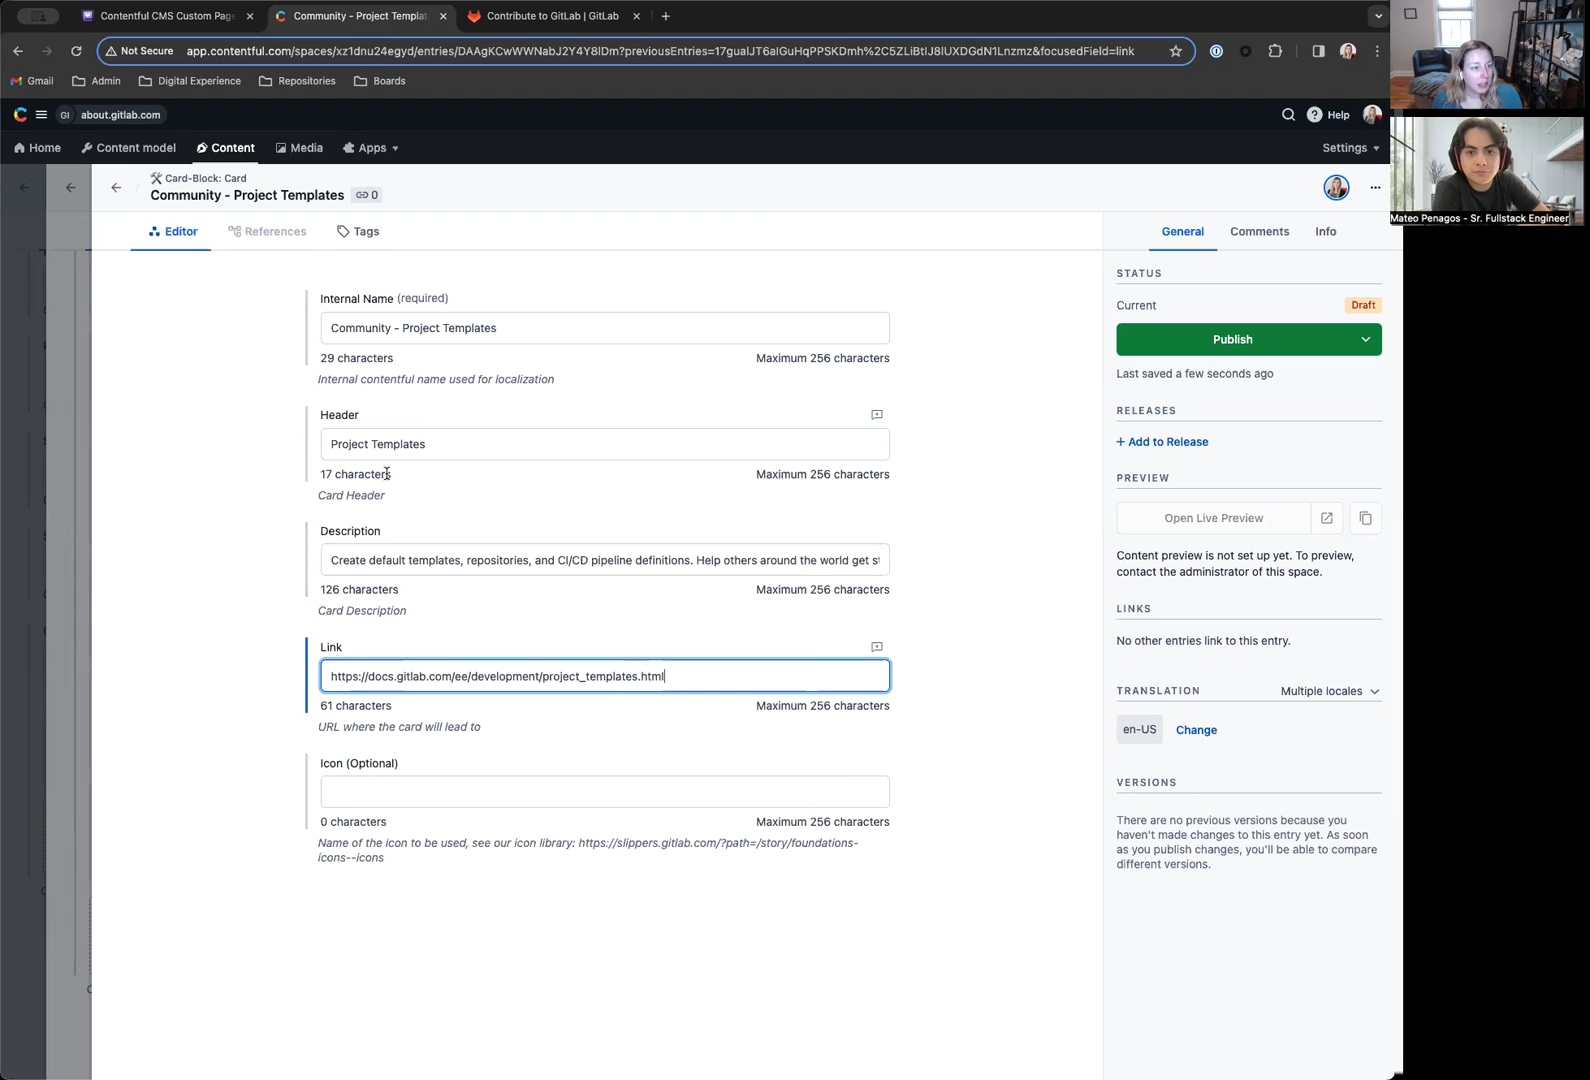 Contentful CMS Custom Page
Community - Project Templat
Contribute to GitLab | GitLab
Not Secure
app.contentful.com/spaces/xz1dnu24egyd/entries/DAAgKCwWWNabJ2Y4Y8lDm?previousEntries=17gualJT6alGuHqPPSKDmh%2C5ZLiBtlJ8lUXDGdN1Lnzmz&focusedField=link
Gmail
Admin
Digital Experience
Repositories
Boards
GI
about.gitlab.com
Help
Home
Content model
Content
Media
Apps
Settings
Card-Block: Card
Community - Project Templates
0
Mateo Penagos - Sr. Fullstack Engineer
Editor
References
Tags
General
Comments
Info
Internal Name (required)
Community - Project Templates
29 characters
Maximum 256 characters
Internal contentful name used for localization
Header
Project Templates
17 characters
Maximum 256 characters
Card Header
Description
Create default templates, repositories, and CI/CD pipeline definitions. Help others around the world get st
126 characters
Maximum 256 characters
Card Description
Link
https://docs.gitlab.com/ee/development/project_templates.html
61 characters
Maximum 256 characters
URL where the card will lead to
Icon (Optional)
0 characters
Maximum 256 characters
Name of the icon to be used, see our icon library: https://slippers.gitlab.com/?path=/story/foundations-
icons--icons
STATUS
Current
Draft
Publish
Last saved a few seconds ago
RELEASES
+ Add to Release
PREVIEW
Open Live Preview
Content preview is not set up yet. To preview,
contact the administrator of this space.
LINKS
No other entries link to this entry.
TRANSLATION
Multiple locales
en-US
Change
VERSIONS
There are no previous versions because you
haven't made changes to this entry yet. As soon
as you publish changes, you'll be able to compare
different versions.